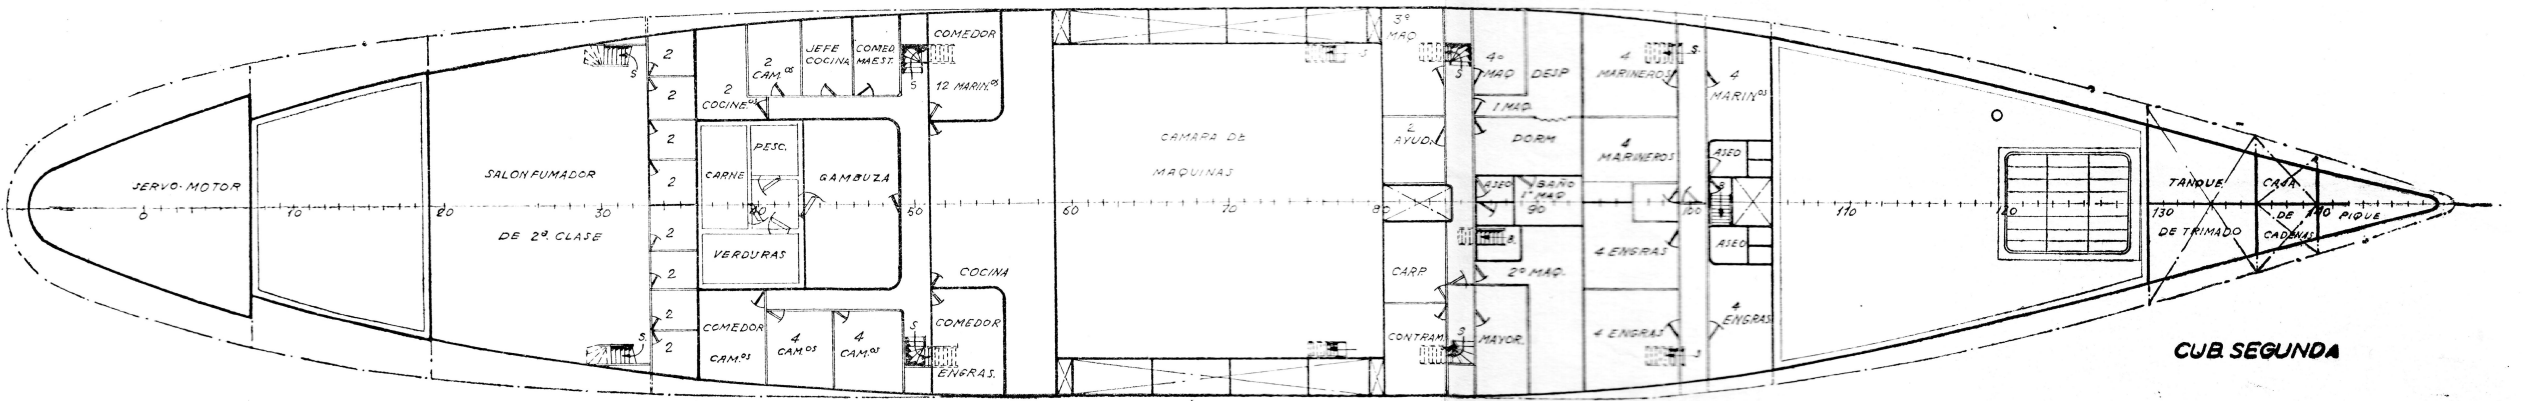 SERVO-MOTOR
SALON FUMADOR
DE 2ª. CLASE
S
S.
2
2
2
2
2
2
2
2
2
COCINE.ºˢ
2
CAM.ºˢ
JEFE
COCINA
COMED.
MAEST.
S
COMEDOR
12 MARIN.ºˢ
PESC.
CARNE
GAMBUZA
VERDURAS
COCINA
COMEDOR
CAM.ºˢ
4
CAM.ºˢ
4
CAM.ºˢ
S
COMEDOR
ENGRAS.
CAMARA DE
MAQUINAS
S
3º
MAQ
2
AYUD.
CARP.
CONTRAM.
S
S
4º
MAQ
DESP
1 MAQ.
DORM
ASEO
BAÑO
1º MAQ
B.
2º MAQ.
MAYOR.
4
MARINEROS
4
MARINEROS
4 ENGRAS
4 ENGRAS
S.
S
4
MARIN.ºˢ
ASEO
B
ASEO
4
ENGRAS
0
10
20
30
40
50
60
70
80
90
100
110
120
130
140
TANQUE
DE TRIMADO
CAJA
DE
CADENAS
PIQUE
CUB. SEGUNDA